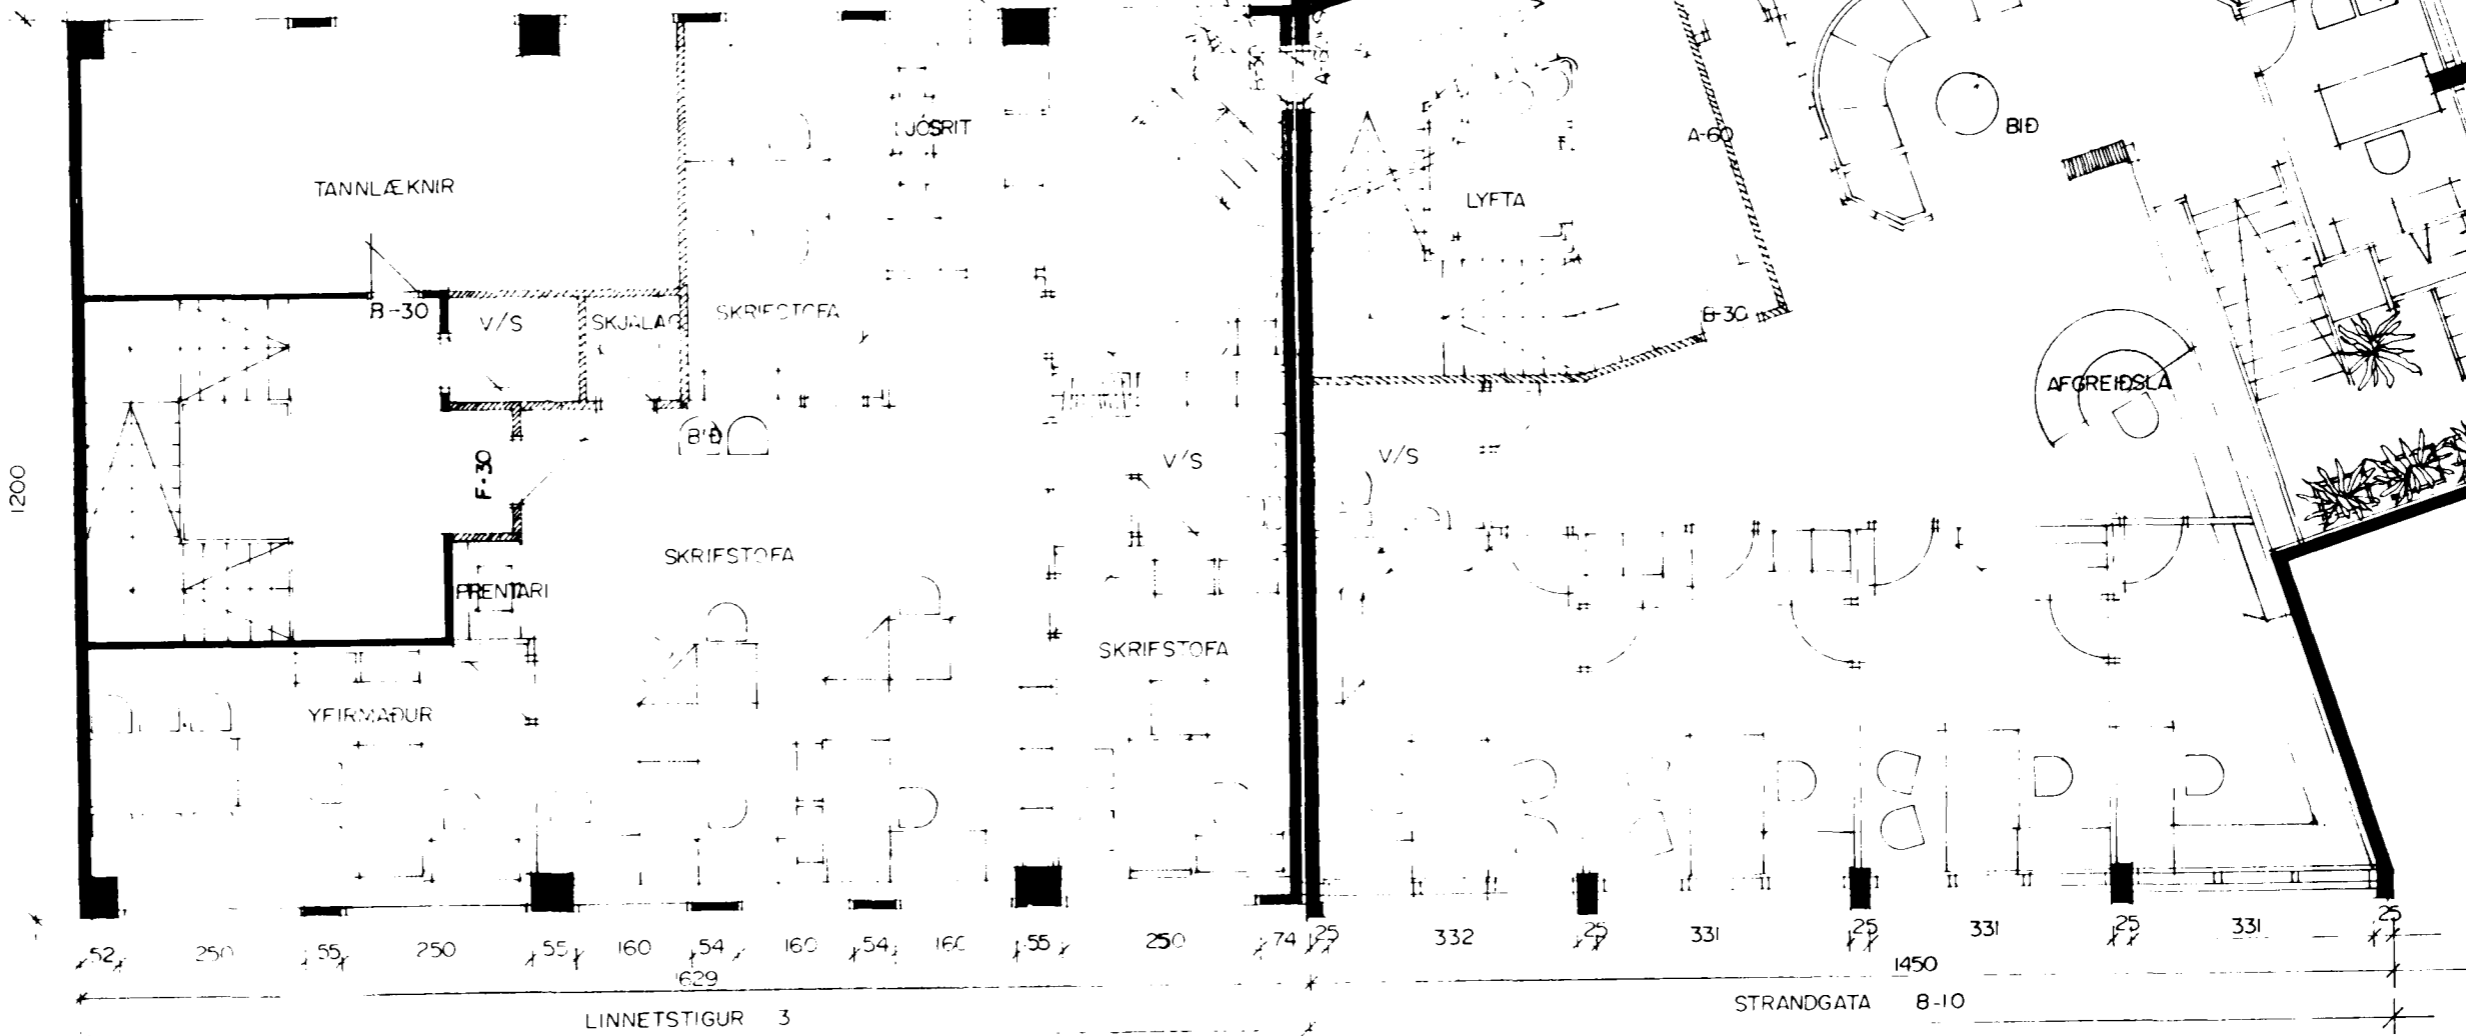 JÓSRIT
A-60
BIÐ
TANNLÆKNIR
LYFTA
B-30
V/S
SKJALAG
SKRIFSTOFA
B-30
AFGREIÐSLA
BIÐ
F-30
V/S
V/S
1200
SKRIFSTOFA
PRENTARI
SKRIFSTOFA
YFIRMAÐUR
52 250 55 250 55 160 54 160 54 160 55 250 74 25 332 25 331 25 331 25 331 25
1629
1450
LINNETSTIGUR 3
STRANDGATA 8-10